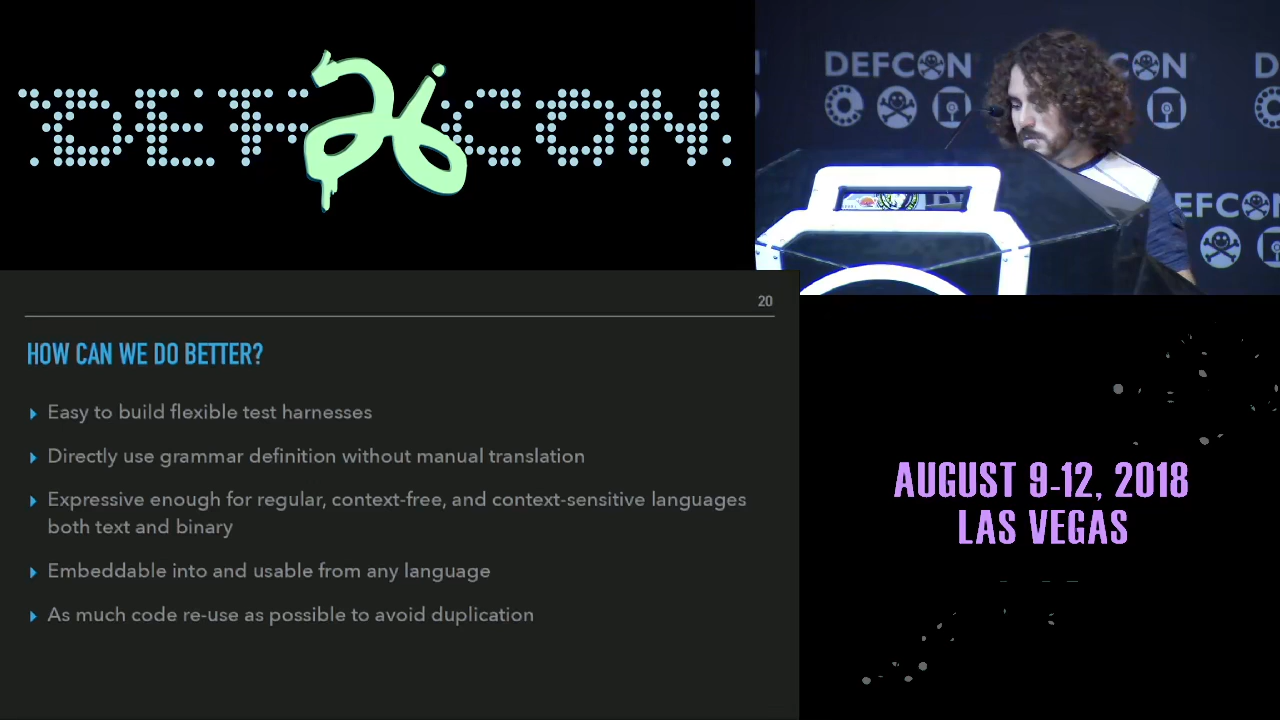 DEF 26 CON
DEFCON
CON
D
EFCON
20
HOW CAN WE DO BETTER?
Easy to build flexible test harnesses
Directly use grammar definition without manual translation
Expressive enough for regular, context-free, and context-sensitive languages
both text and binary
Embeddable into and usable from any language
As much code re-use as possible to avoid duplication
AUGUST 9-12, 2018
LAS VEGAS